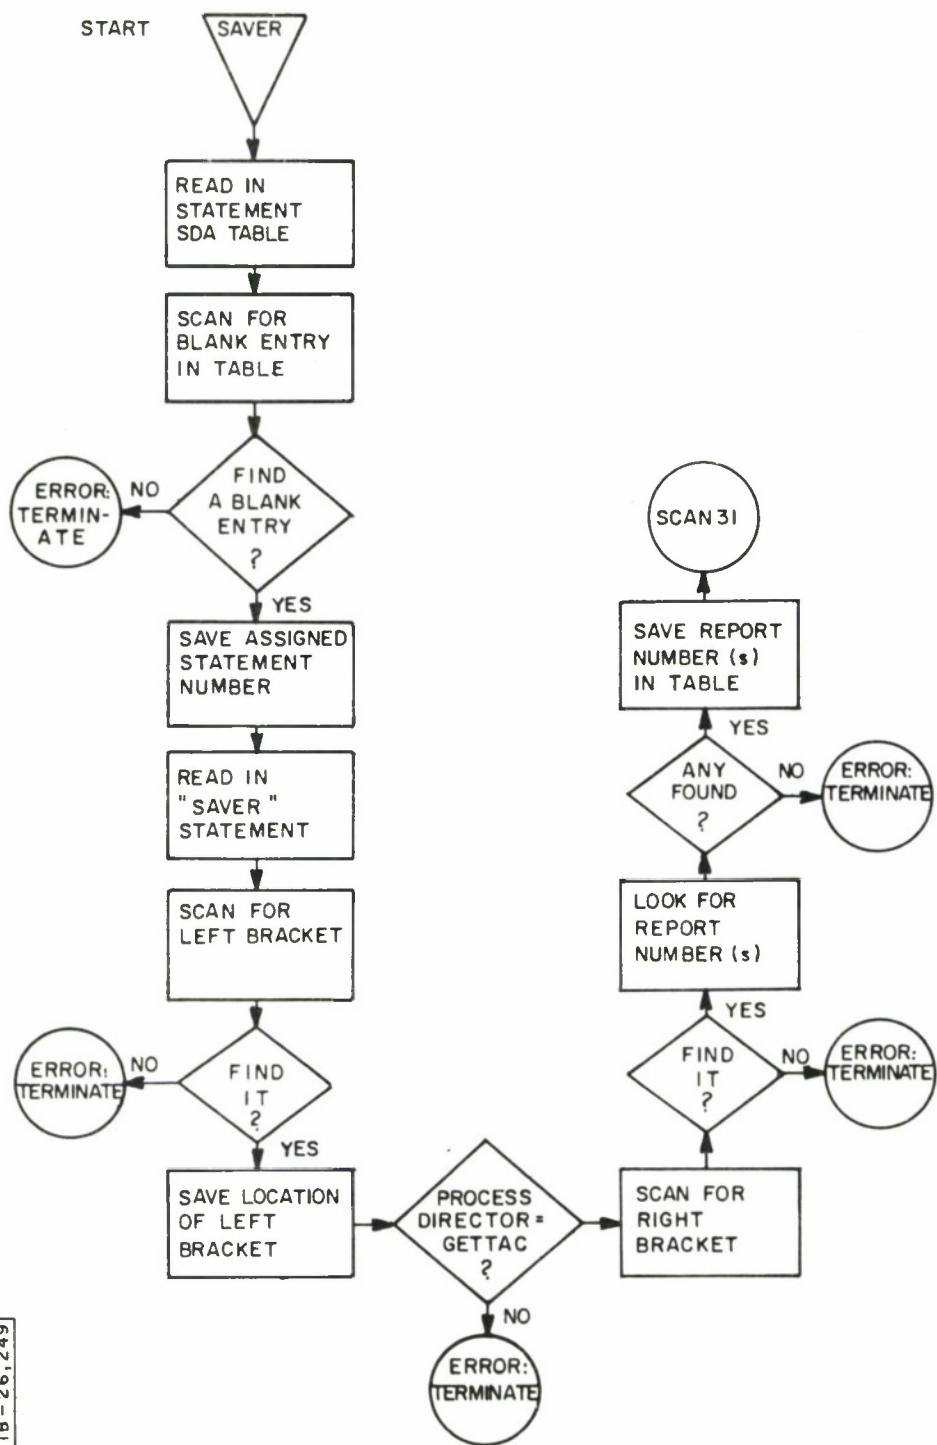 START
SAVER
READ IN
STATEMENT
SDA TABLE
SCAN FOR
BLANK ENTRY
IN TABLE
FIND
A BLANK
ENTRY
?
NO
ERROR:
TERMIN-
ATE
YES
SAVE ASSIGNED
STATEMENT
NUMBER
READ IN
"SAVER"
STATEMENT
SCAN FOR
LEFT BRACKET
FIND
IT
?
NO
ERROR:
TERMINATE
YES
SAVE LOCATION
OF LEFT
BRACKET
PROCESS
DIRECTOR =
GETTAC
?
NO
ERROR:
TERMINATE
SCAN FOR
RIGHT
BRACKET
FIND
IT
?
NO
ERROR:
TERMINATE
YES
LOOK FOR
REPORT
NUMBER (s)
ANY
FOUND
?
NO
ERROR:
TERMINATE
YES
SAVE REPORT
NUMBER (s)
IN TABLE
SCAN 31
18-26,249